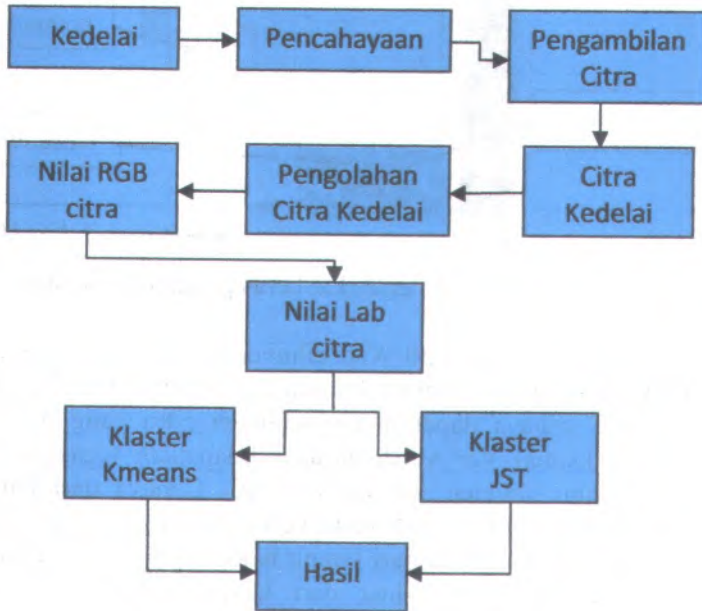 Kedelai
Pencahayaan
Pengambilan
Citra
Citra
Kedelai
Pengolahan
Citra Kedelai
Nilai RGB
citra
Nilai Lab
citra
Klaster
Kmeans
Klaster
JST
Hasil